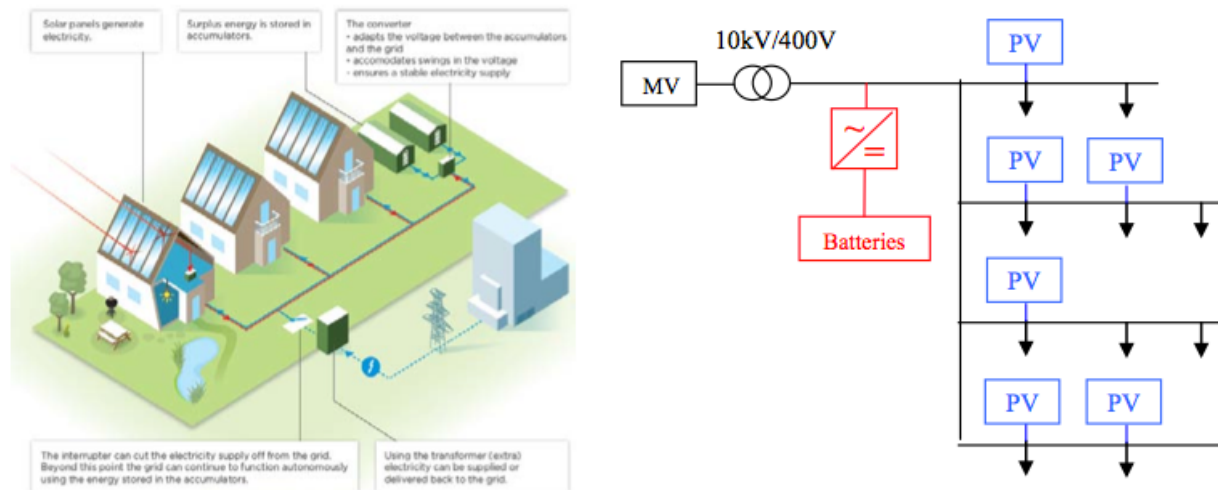 Solar panels generate
electricity.
Surplus energy is stored in
accumulators.
The converter
• adapts the voltage between the accumulators
and the grid
• accomodates swings in the voltage
- ensures a stable electricity supply
The interrupter can cut the electricity supply off from the grid.
Beyond this point the grid can continue to function autonomously
using the energy stored in the accumulators.
Using the transformer (extra)
electricity can be supplied or
delivered back to the grid.
10kV/400V
MV
PV
~
=
PV
PV
Batteries
PV
PV
PV